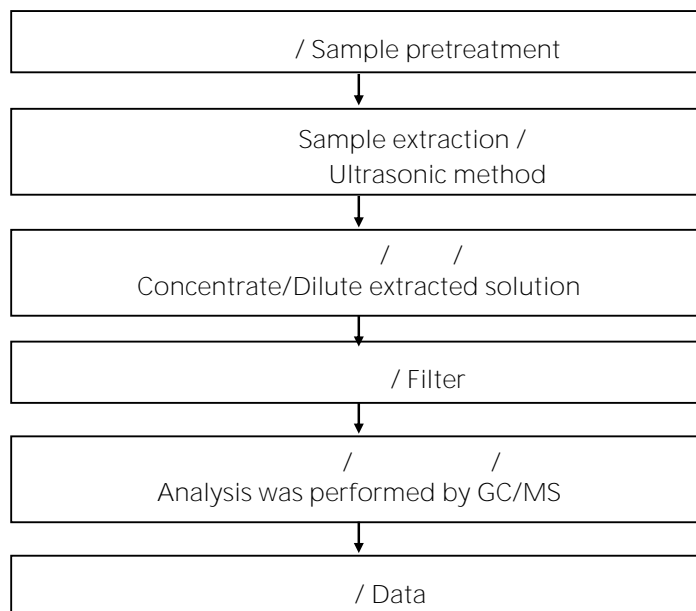 / Sample pretreatment
Sample extraction /
Ultrasonic method
/ /
Concentrate/Dilute extracted solution
/ Filter
/ /
Analysis was performed by GC/MS
/ Data